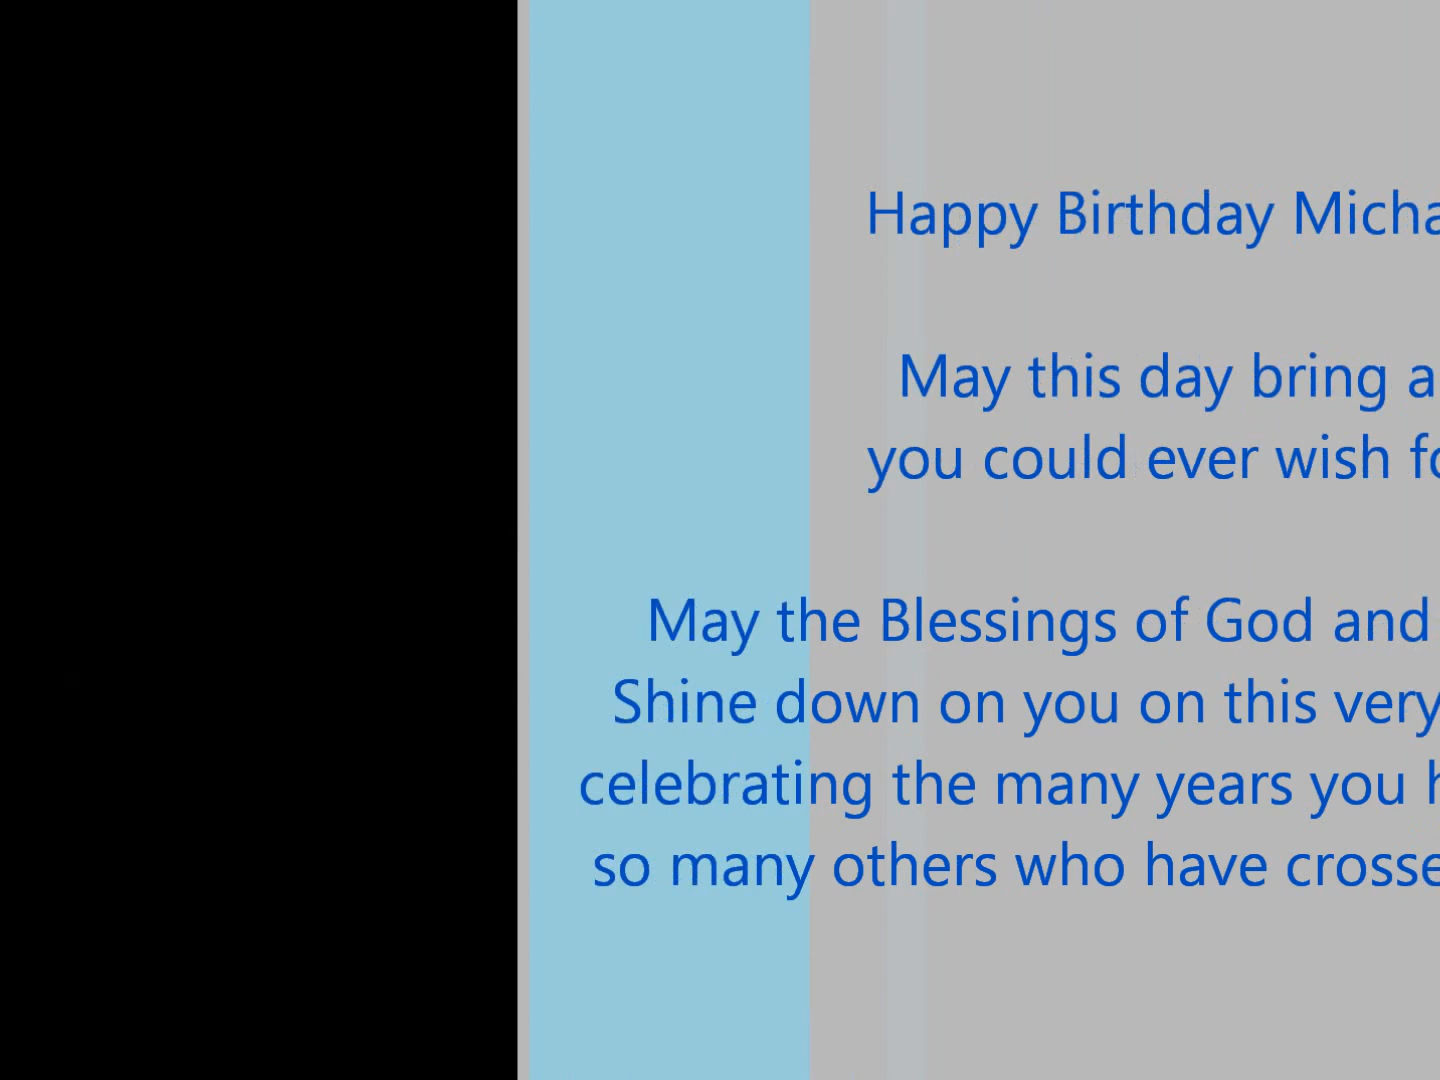 Happy Birthday Micha
May this day bring a
you could ever wish fo
May the Blessings of God and
Shine down on you on this very
celebrating the many years you h
so many others who have crosse